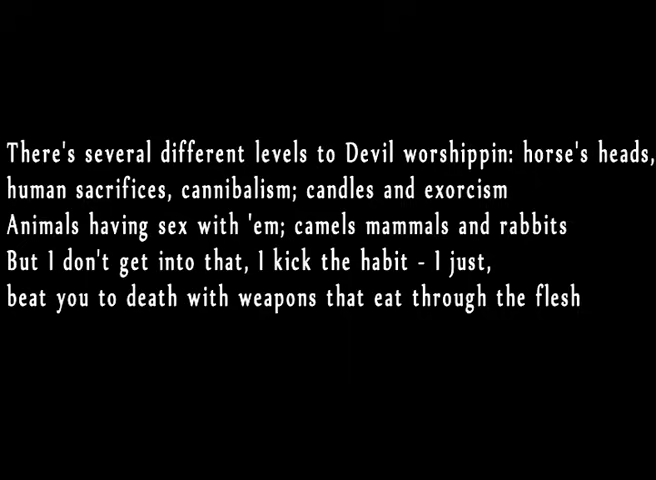 There's several different levels to Devil worshippin: horse's heads,
human sacrifices, cannibalism; candles and exorcism
Animals having sex with 'em; camels mammals and rabbits
But I don't get into that, I kick the habit - I just,
beat you to death with weapons that eat through the flesh